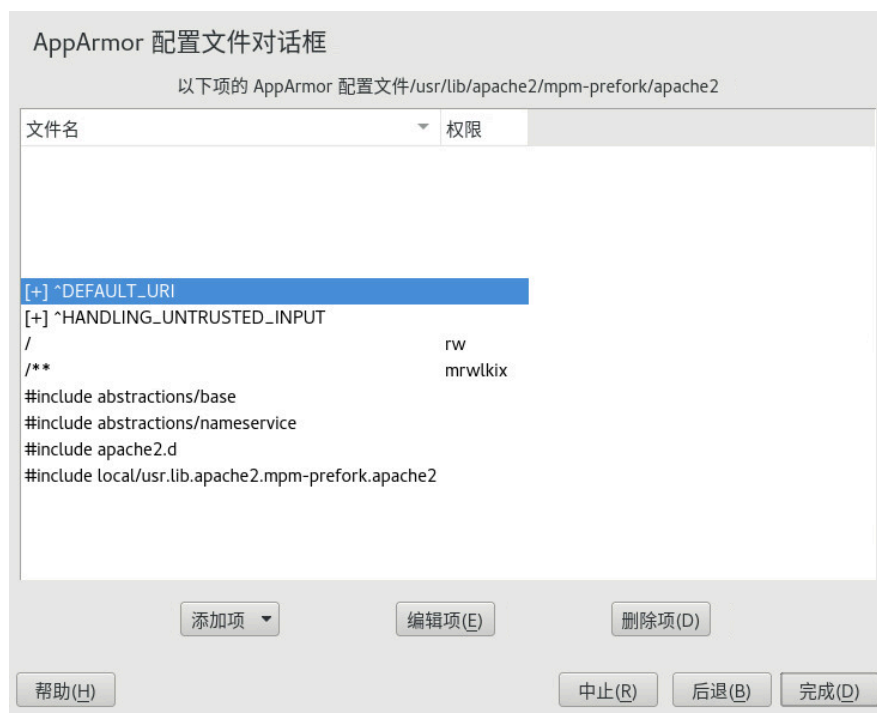 AppArmor 配置文件对话框
以下项的 AppArmor 配置文件/usr/lib/apache2/mpm-prefork/apache2
文件名 权限
[+] ^DEFAULT_URI
[+] ^HANDLING_UNTRUSTED_INPUT
/ rw
/** mrwlkix
#include abstractions/base
#include abstractions/nameservice
#include apache2.d
#include local/usr.lib.apache2.mpm-prefork.apache2
添加项 编辑项(E) 删除项(D)
帮助(H) 中止(R) 后退(B) 完成(D)